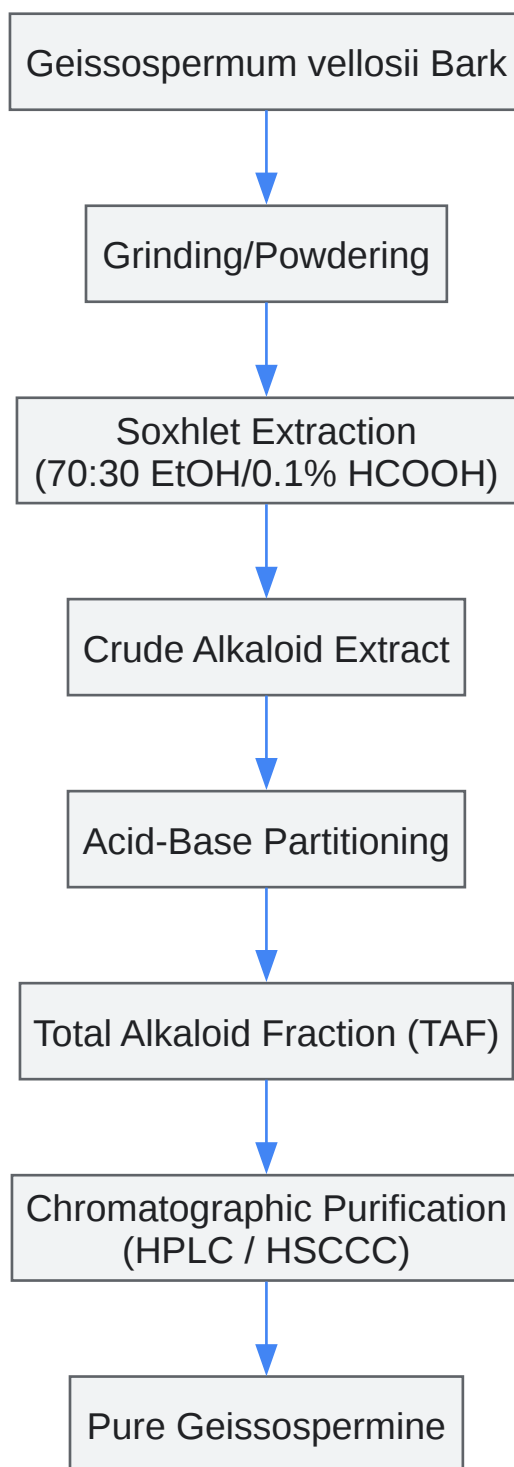 Geissospermum vellosii Bark
Grinding/Powdering
Soxhlet Extraction
(70:30 EtOH/0.1% HCOOH)
Crude Alkaloid Extract
Acid-Base Partitioning
Total Alkaloid Fraction (TAF)
Chromatographic Purification
(HPLC / HSCCC)
Pure Geissospermine